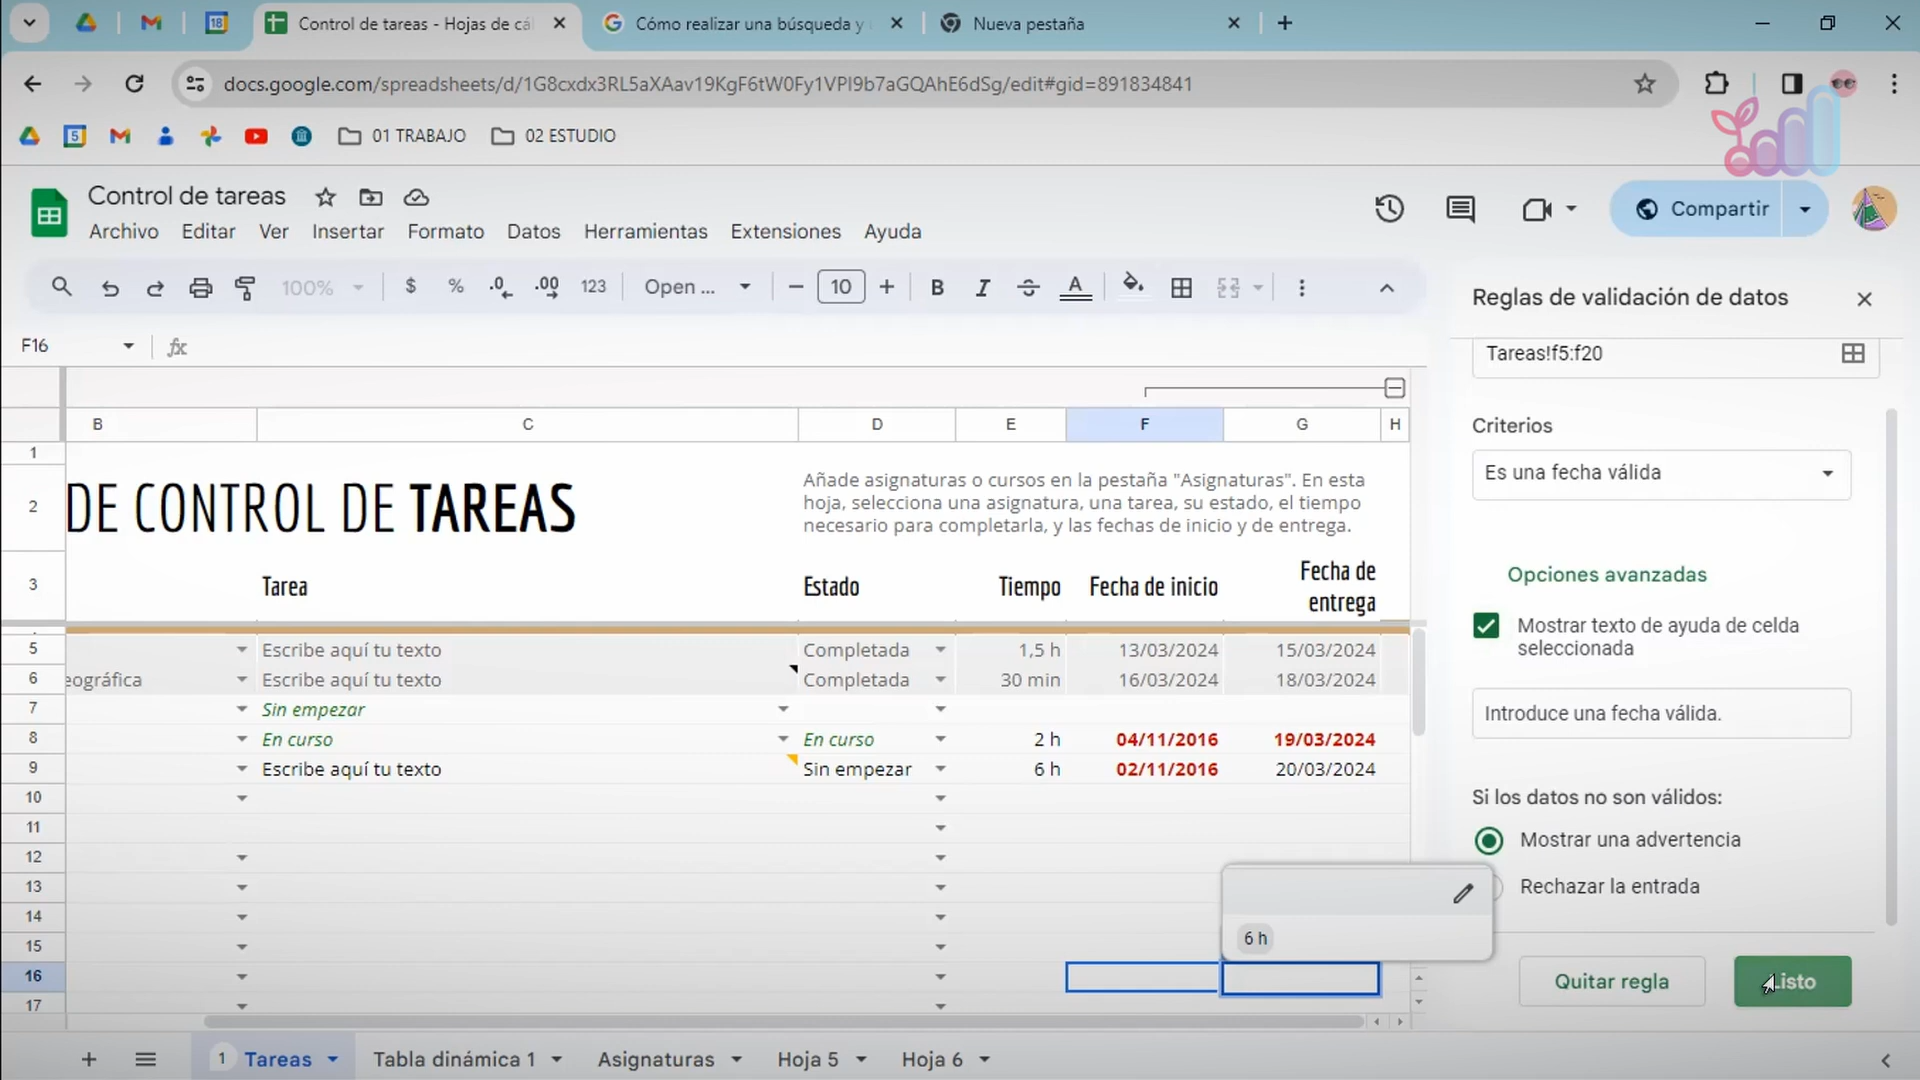 18
Control de tareas - Hojas de cál
Cómo realizar una búsqueda y
Nueva pestaña
docs.google.com/spreadsheets/d/1G8cxdx3RL5aXAav19KgF6tW0Fy1VPI9b7aGQAhE6dSg/edit#gid=891834841
5
01 TRABAJO
02 ESTUDIO
Control de tareas
Archivo Editar Ver Insertar Formato Datos Herramientas Extensiones Ayuda
Compartir
100% $ % .0 .00 123 Open ... − 10 + B I S A
F16
fx
B C D E F G H
1
2 DE CONTROL DE TAREAS
Añade asignaturas o cursos en la pestaña "Asignaturas". En esta
hoja, selecciona una asignatura, una tarea, su estado, el tiempo
necesario para completarla, y las fechas de inicio y de entrega.
3 Tarea Estado Tiempo Fecha de inicio Fecha de
entrega
5 Escribe aquí tu texto Completada 1,5 h 13/03/2024 15/03/2024
6 eográfica Escribe aquí tu texto Completada 30 min 16/03/2024 18/03/2024
7 Sin empezar
8 En curso En curso 2 h 04/11/2016 19/03/2024
9 Escribe aquí tu texto Sin empezar 6 h 02/11/2016 20/03/2024
10
11
12
13
14
15
16
17
6 h
Reglas de validación de datos
Tareas!f5:f20
Criterios
Es una fecha válida
Opciones avanzadas
Mostrar texto de ayuda de celda
seleccionada
Introduce una fecha válida.
Si los datos no son válidos:
Mostrar una advertencia
Rechazar la entrada
Quitar regla
Listo
1 Tareas
Tabla dinámica 1
Asignaturas
Hoja 5
Hoja 6